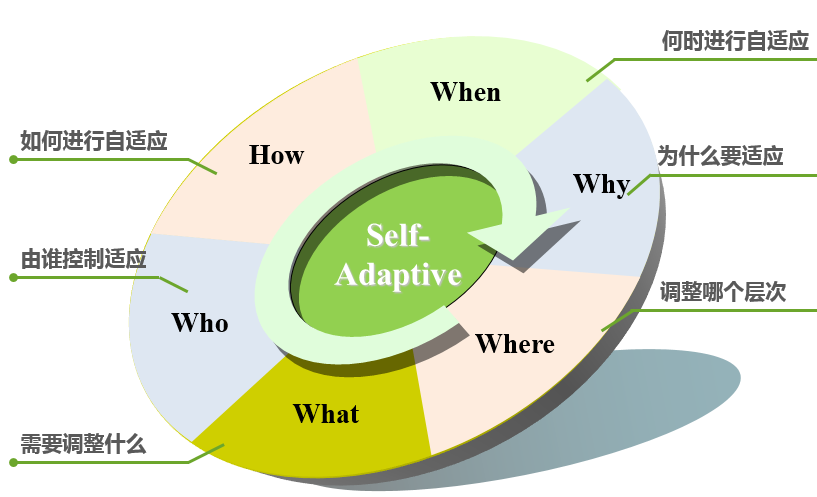 何时进行自适应
When
如何进行自适应
How
为什么要适应
Why
Self-
Adaptive
由谁控制适应
Who
调整哪个层次
Where
What
需要调整什么